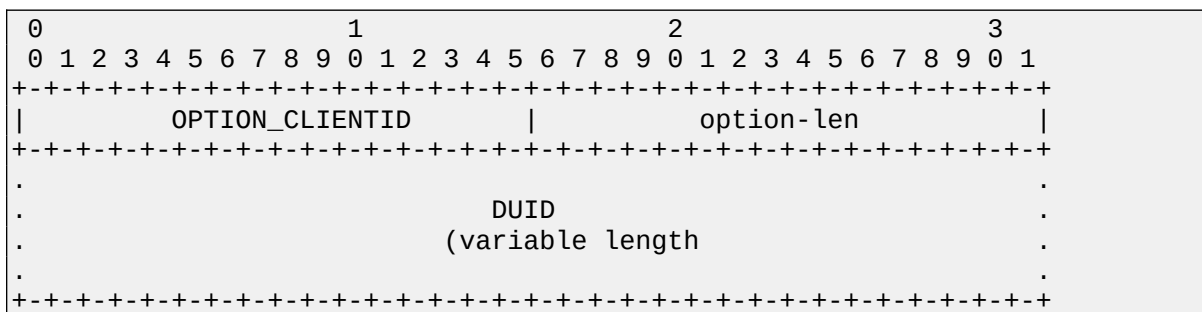 0                   1                   2                   3
 0 1 2 3 4 5 6 7 8 9 0 1 2 3 4 5 6 7 8 9 0 1 2 3 4 5 6 7 8 9 0 1
+-+-+-+-+-+-+-+-+-+-+-+-+-+-+-+-+-+-+-+-+-+-+-+-+-+-+-+-+-+-+-+-+
|         OPTION_CLIENTID       |          option-len           |
+-+-+-+-+-+-+-+-+-+-+-+-+-+-+-+-+-+-+-+-+-+-+-+-+-+-+-+-+-+-+-+-+
.                                                               .
.                             DUID                              .
.                          (variable length                     .
.                                                               .
+-+-+-+-+-+-+-+-+-+-+-+-+-+-+-+-+-+-+-+-+-+-+-+-+-+-+-+-+-+-+-+-+